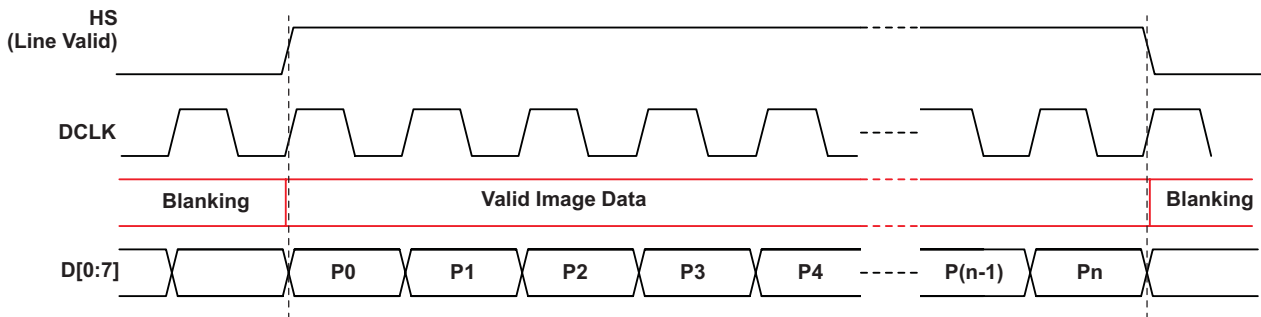 HS
(Line Valid)
DCLK
Blanking Valid Image Data Blanking
D[0:7] P0 P1 P2 P3 P4 P(n-1) Pn